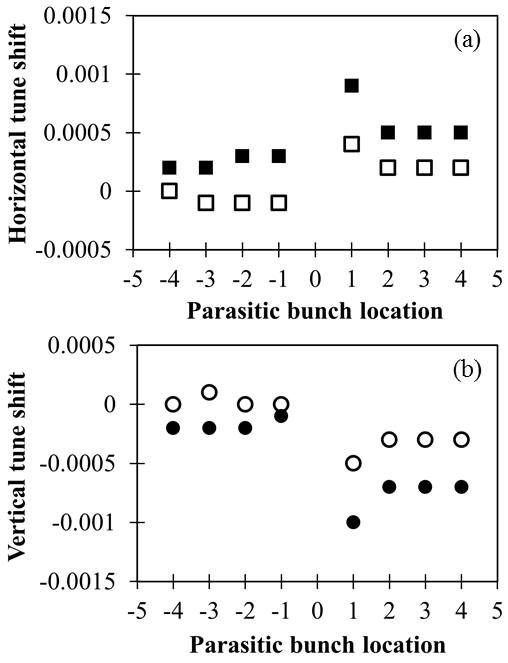 0.0015
(a)
0.001
0.0005
0
-0.0005
Horizontal tune shift
-5 -4 -3 -2 -1 0 1 2 3 4 5
Parasitic bunch location
0.0005
(b)
0
-0.0005
-0.001
-0.0015
Vertical tune shift
-5 -4 -3 -2 -1 0 1 2 3 4 5
Parasitic bunch location